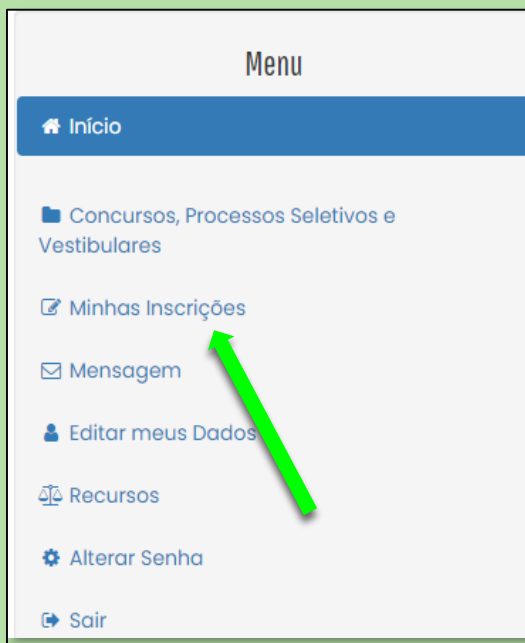 Menu
Início
Concursos, Processos Seletivos e
Vestibulares
Minhas Inscrições
Mensagem
Editar meus Dados
Recursos
Alterar Senha
Sair